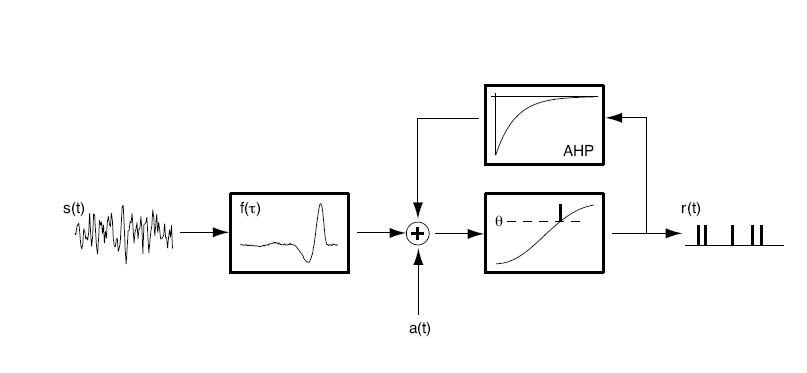 AHP
s(t)
f(τ)
θ
r(t)
a(t)